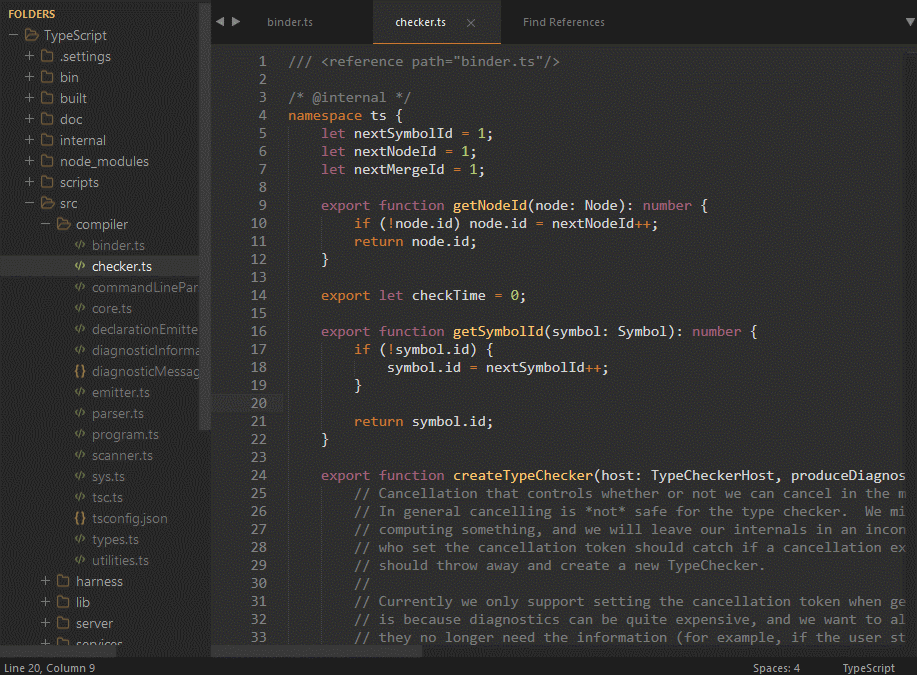 FOLDERS
TypeScript
.settings
bin
built
doc
internal
node_modules
scripts
src
compiler
binder.ts
checker.ts
commandLinePar
core.ts
declarationEmitte
diagnosticInforma
{} diagnosticMessag
emitter.ts
parser.ts
program.ts
scanner.ts
sys.ts
tsc.ts
{} tsconfig.json
types.ts
utilities.ts
harness
lib
server
services
binder.ts checker.ts × Find References
1 /// <reference path="binder.ts"/>
2
3 /* @internal */
4 namespace ts {
5     let nextSymbolId = 1;
6     let nextNodeId = 1;
7     let nextMergeId = 1;
8
9     export function getNodeId(node: Node): number {
10         if (!node.id) node.id = nextNodeId++;
11         return node.id;
12     }
13
14     export let checkTime = 0;
15
16     export function getSymbolId(symbol: Symbol): number {
17         if (!symbol.id) {
18             symbol.id = nextSymbolId++;
19         }
20
21         return symbol.id;
22     }
23
24     export function createTypeChecker(host: TypeCheckerHost, produceDiagnos
25         // Cancellation that controls whether or not we can cancel in the m
26         // In general cancelling is *not* safe for the type checker.  We mi
27         // computing something, and we will leave our internals in an incon
28         // who set the cancellation token should catch if a cancellation ex
29         // should throw away and create a new TypeChecker.
30         //
31         // Currently we only support setting the cancellation token when ge
32         // is because diagnostics can be quite expensive, and we want to al
33         // they no longer need the information (for example, if the user st
Line 20, Column 9 Spaces: 4 TypeScript